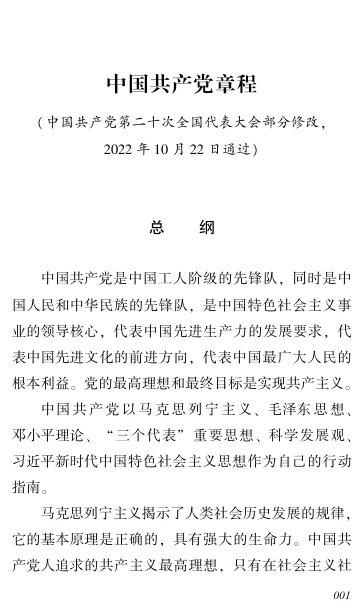 中国共产党章程
（中国共产党第二十次全国代表大会部分修改，
2022 年 10 月 22 日通过）
总 纲
中国共产党是中国工人阶级的先锋队，同时是中
国人民和中华民族的先锋队，是中国特色社会主义事
业的领导核心，代表中国先进生产力的发展要求，代
表中国先进文化的前进方向，代表中国最广大人民的
根本利益。党的最高理想和最终目标是实现共产主义。
中国共产党以马克思列宁主义、毛泽东思想、
邓小平理论、“三个代表”重要思想、科学发展观、
习近平新时代中国特色社会主义思想作为自己的行动
指南。
马克思列宁主义揭示了人类社会历史发展的规律，
它的基本原理是正确的，具有强大的生命力。中国共
产党人追求的共产主义最高理想，只有在社会主义社
001